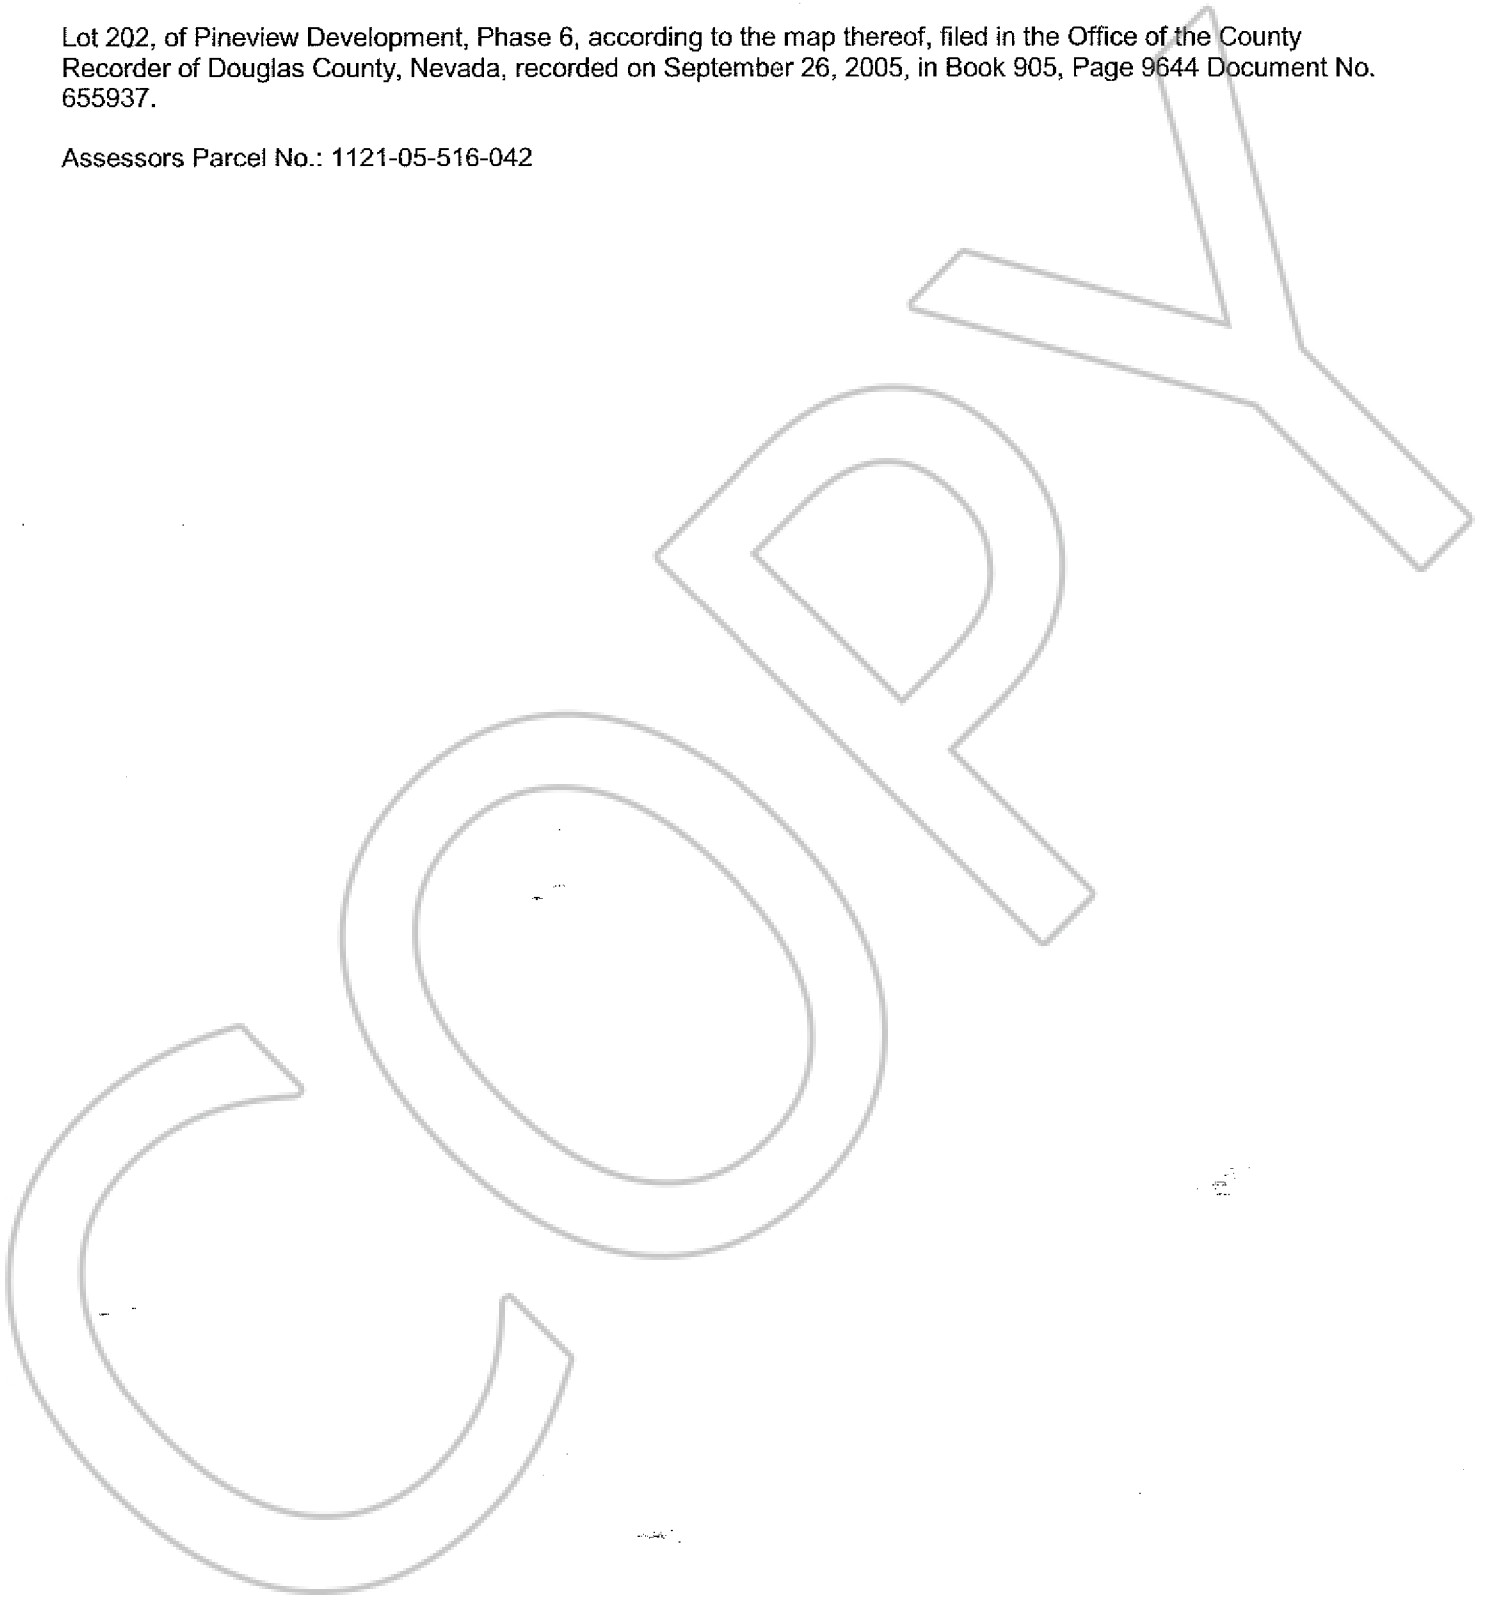 Lot 202, of Pineview Development, Phase 6, according to the map thereof, filed in the Office of the County
Recorder of Douglas County, Nevada, recorded on September 26, 2005, in Book 905, Page 9644 Document No.
655937.
Assessors Parcel No.: 1121-05-516-042
COPY